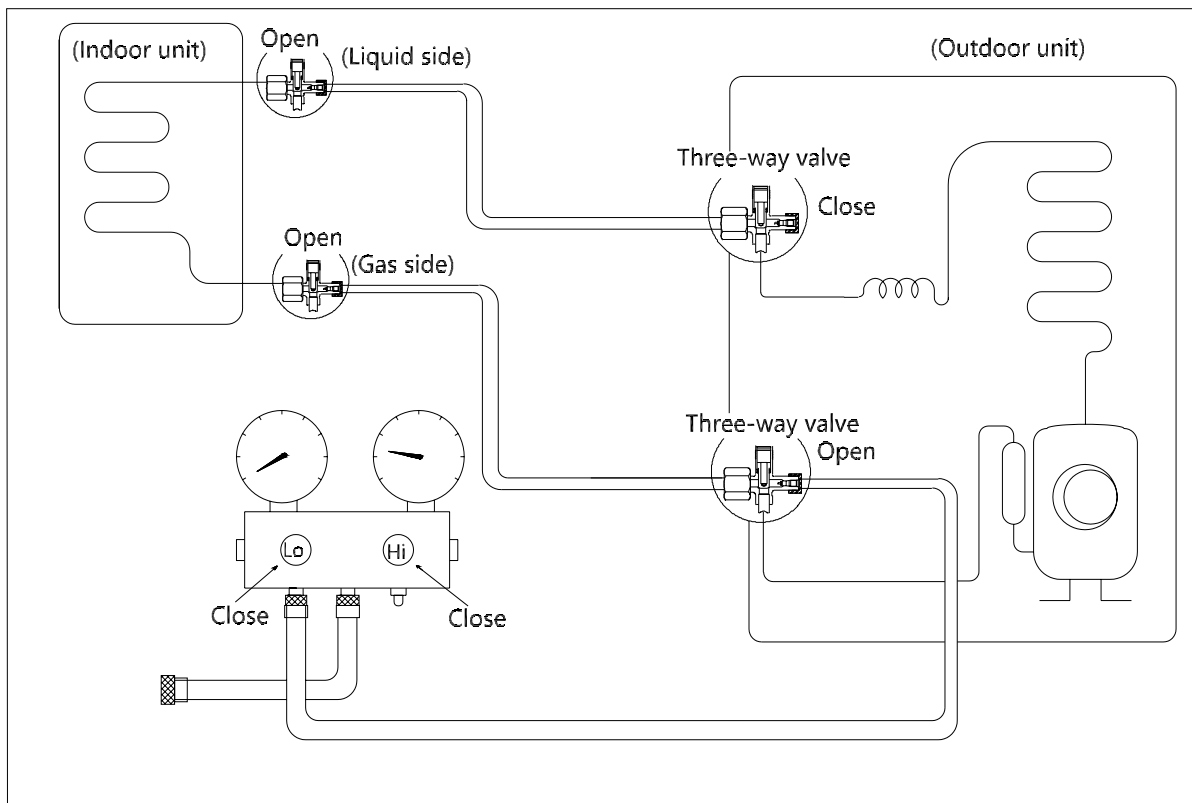 (Indoor unit)
Open
(Liquid side)
(Outdoor unit)
Three-way valve
Close
Open
(Gas side)
Three-way valve
Open
Lo
Hi
Close
Close